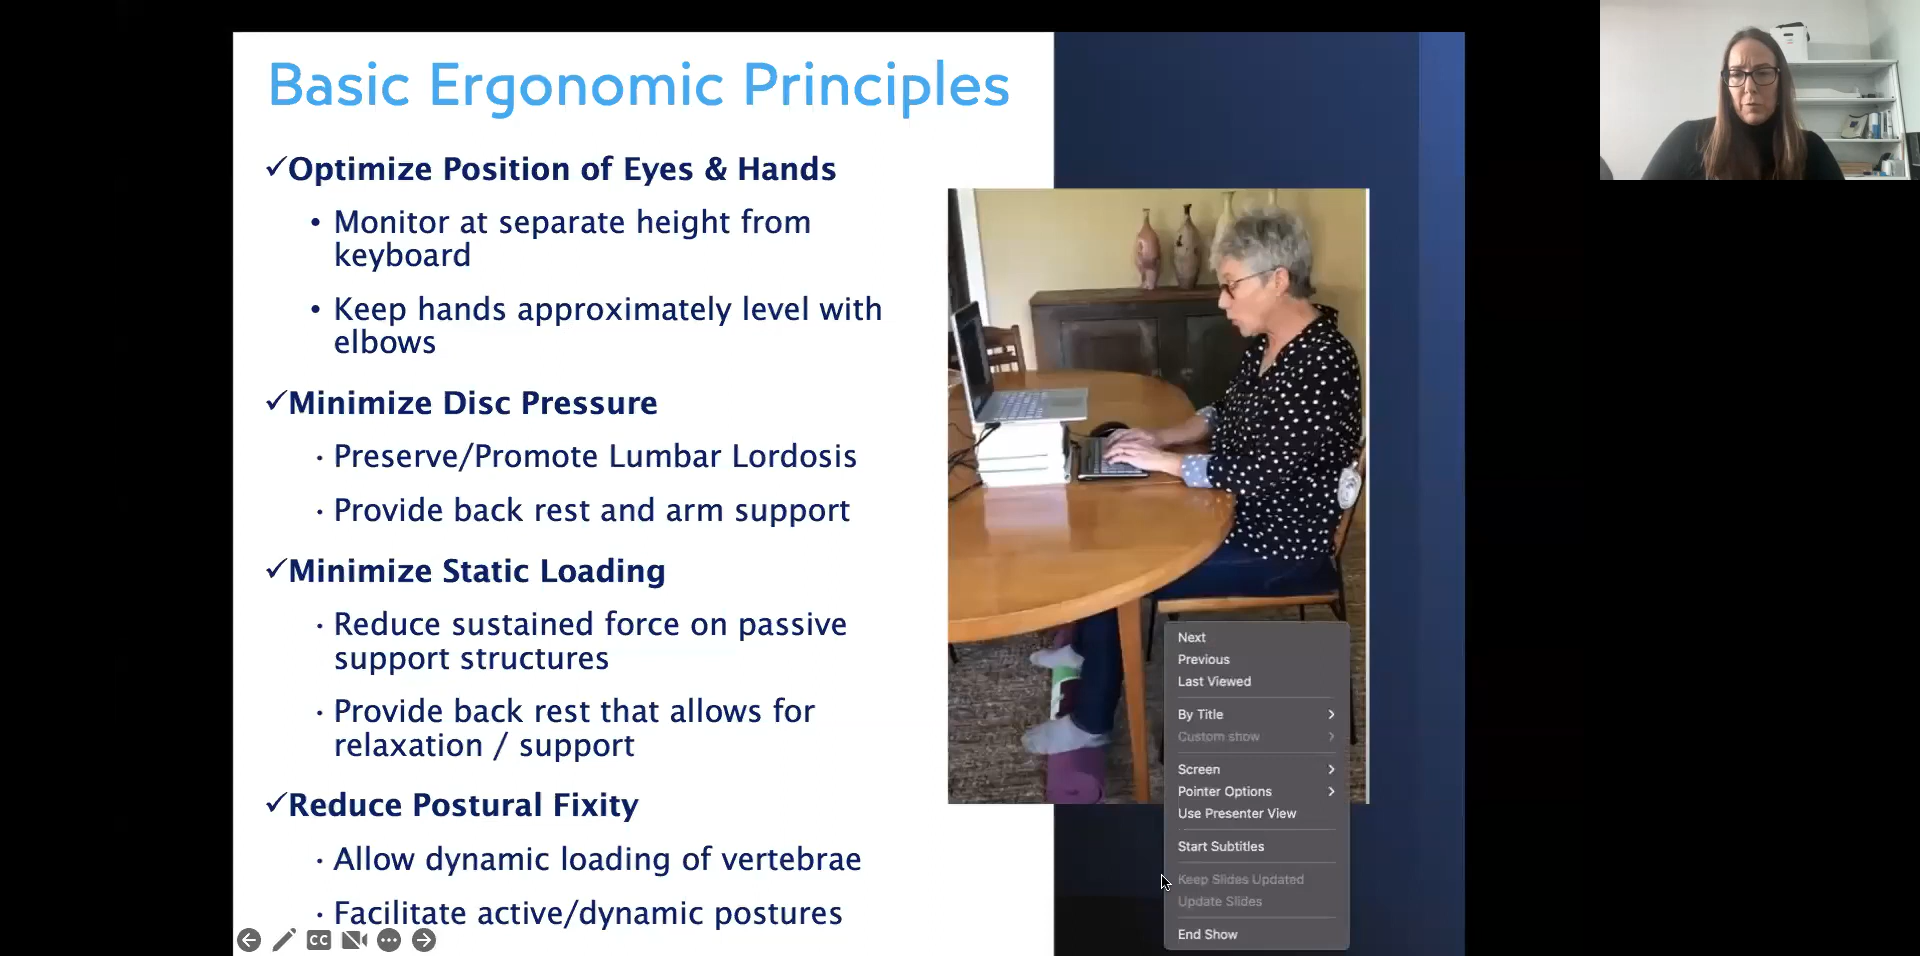 Basic Ergonomic Principles
✓Optimize Position of Eyes & Hands
• Monitor at separate height from
keyboard
• Keep hands approximately level with
elbows
✓Minimize Disc Pressure
• Preserve/Promote Lumbar Lordosis
• Provide back rest and arm support
✓Minimize Static Loading
• Reduce sustained force on passive
support structures
• Provide back rest that allows for
relaxation / support
✓Reduce Postural Fixity
• Allow dynamic loading of vertebrae
• Facilitate active/dynamic postures
CC
Next
Previous
Last Viewed
By Title
Custom show
Screen
Pointer Options
Use Presenter View
Start Subtitles
Keep Slides Updated
Update Slides
End Show